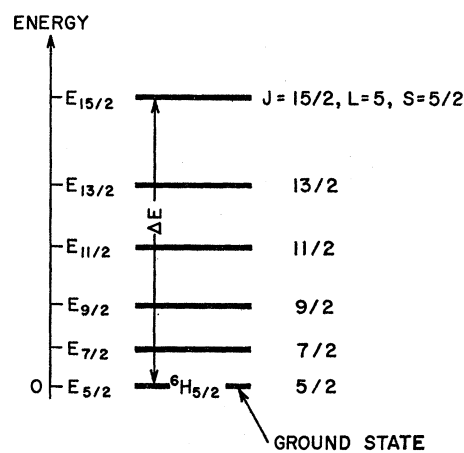 ENERGY
E15/2 J = 15/2, L=5, S=5/2
E13/2 13/2
ΔE
E11/2 11/2
E9/2 9/2
E7/2 7/2
0 E5/2 ⁶H5/2 5/2
GROUND STATE